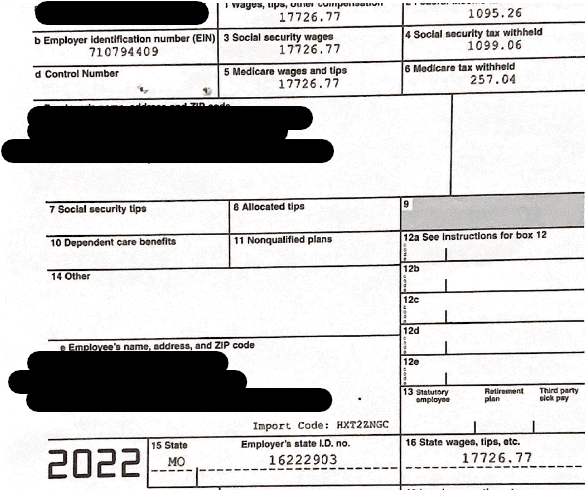 1 Wages, tips, other compensation
17726.77
1095.26
b Employer identification number (EIN)
710794409
3 Social security wages
17726.77
4 Social security tax withheld
1099.06
d Control Number
5 Medicare wages and tips
17726.77
6 Medicare tax withheld
257.04
name, address and ZIP code
7 Social security tips
8 Allocated tips
9
10 Dependent care benefits
11 Nonqualified plans
12a See instructions for box 12
14 Other
12b
12c
12d
12e
e Employee's name, address, and ZIP code
13 Statutory employee
Retirement plan
Third party sick pay
Import Code: HXT2ZNGC
2022
15 State
MO
Employer's state I.D. no.
16222903
16 State wages, tips, etc.
17726.77